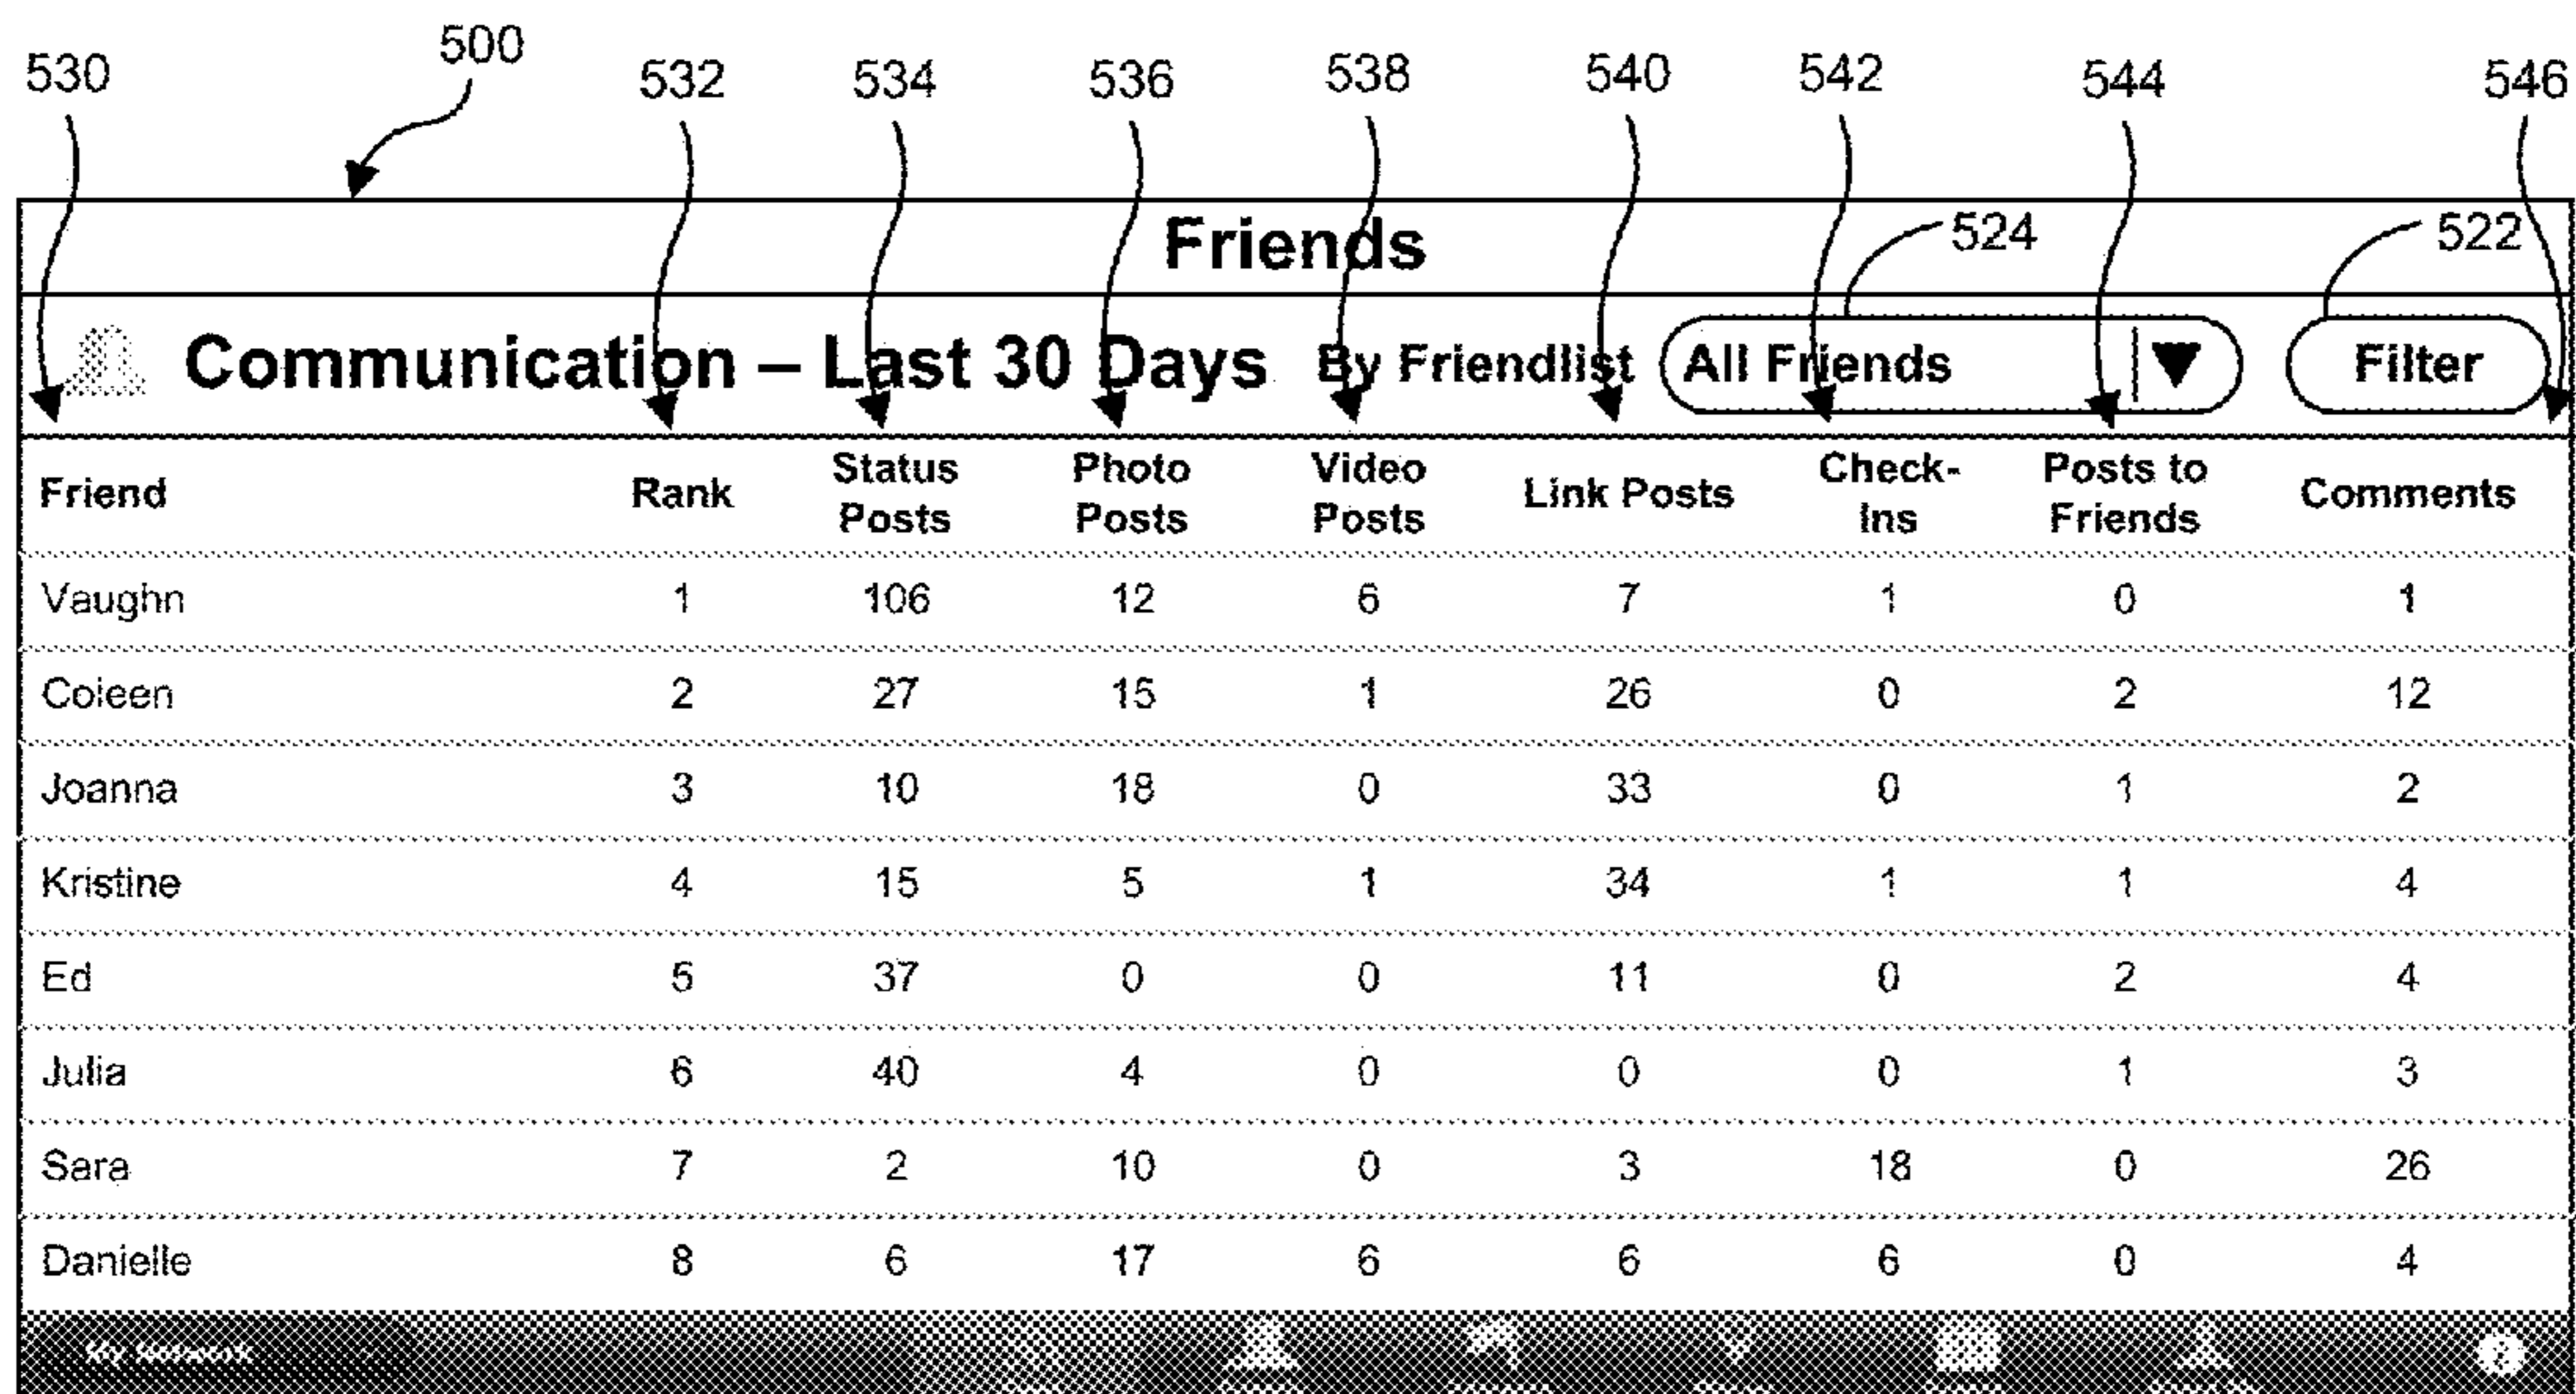 500
530 532 534 536 538 540 542 544 546
Friends
524 522
Communication – Last 30 Days By Friendlist All Friends Filter
Friend Rank Status Posts Photo Posts Video Posts Link Posts Check-Ins Posts to Friends Comments
Vaughn 1 106 12 6 7 1 0 1
Coleen 2 27 15 1 26 0 2 12
Joanna 3 10 18 0 33 0 1 2
Kristine 4 15 5 1 34 1 1 4
Ed 5 37 0 0 11 0 2 4
Julia 6 40 4 0 0 0 1 3
Sara 7 2 10 0 3 18 0 26
Danielle 8 6 17 6 6 6 0 4
My Network